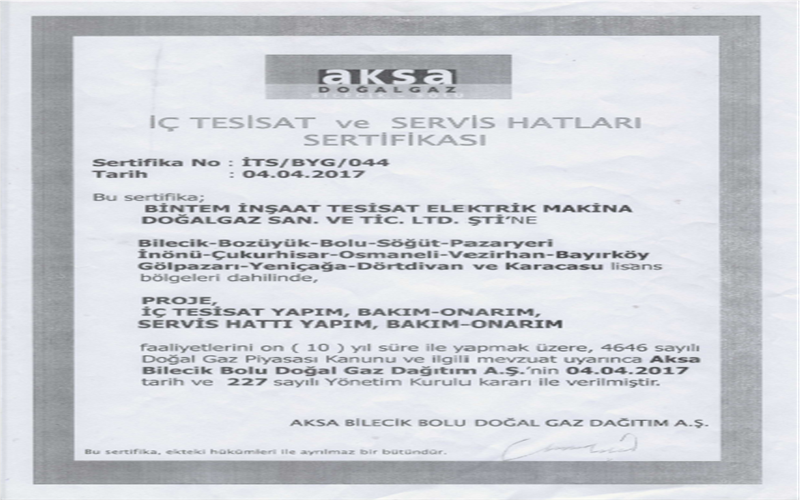 aksa
DOĞALGAZ
BİLECİK - BOLU
İÇ TESİSAT ve SERVİS HATLARI
SERTİFİKASI
Sertifika No : İTS/BYG/044
Tarih : 04.04.2017
Bu sertifika;
BİNTEM İNŞAAT TESİSAT ELEKTRİK MAKİNA
DOĞALGAZ SAN. VE TİC. LTD. ŞTİ'NE
Bilecik-Bozüyük-Bolu-Söğüt-Pazaryeri
İnönü-Çukurhisar-Osmaneli-Vezirhan-Bayırköy
Gölpazarı-Yeniçağa-Dörtdivan ve Karacasu lisans
bölgeleri dahilinde,
PROJE,
İÇ TESİSAT YAPIM, BAKIM-ONARIM,
SERVİS HATTI YAPIM, BAKIM-ONARIM
faaliyetlerini on ( 10 ) yıl süre ile yapmak üzere, 4646 sayılı
Doğal Gaz Piyasası Kanunu ve ilgili mevzuat uyarınca Aksa
Bilecik Bolu Doğal Gaz Dağıtım A.Ş.'nin 04.04.2017
tarih ve 227 sayılı Yönetim Kurulu kararı ile verilmiştir.
AKSA BİLECİK BOLU DOĞAL GAZ DAĞITIM A.Ş.
Bu sertifika, ekteki hükümleri ile ayrılmaz bir bütündür.